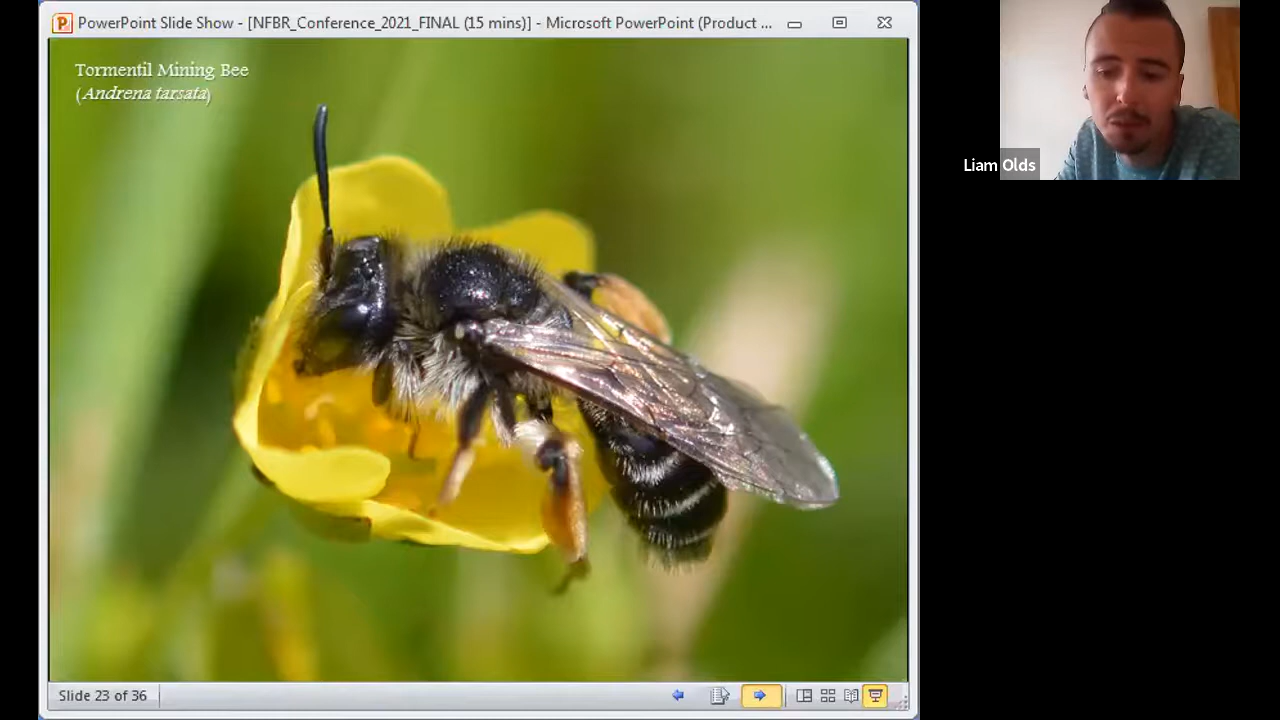 PowerPoint Slide Show - [NFBR_Conference_2021_FINAL (15 mins)] - Microsoft PowerPoint (Product ...
Tormentil Mining Bee
(Andrena tarsata)
Liam Olds
Slide 23 of 36